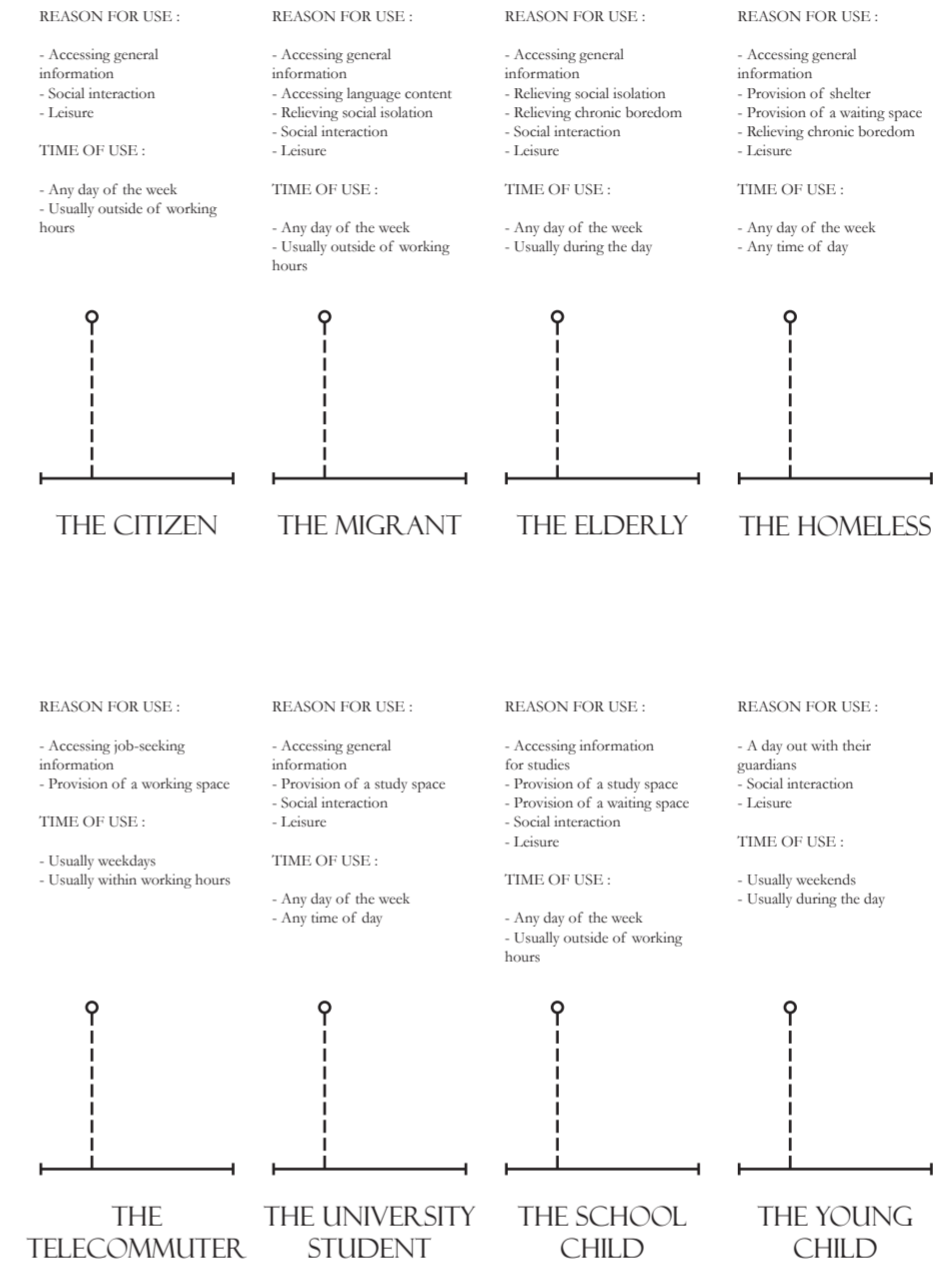 REASON FOR USE :
- Accessing general
information
- Social interaction
- Leisure
TIME OF USE :
- Any day of the week
- Usually outside of working
hours
THE CITIZEN
REASON FOR USE :
- Accessing general
information
- Accessing language content
- Relieving social isolation
- Social interaction
- Leisure
TIME OF USE :
- Any day of the week
- Usually outside of working
hours
THE MIGRANT
REASON FOR USE :
- Accessing general
information
- Relieving social isolation
- Relieving chronic boredom
- Social interaction
- Leisure
TIME OF USE :
- Any day of the week
- Usually during the day
THE ELDERLY
REASON FOR USE :
- Accessing general
information
- Provision of shelter
- Provision of a waiting space
- Relieving chronic boredom
- Leisure
TIME OF USE :
- Any day of the week
- Any time of day
THE HOMELESS
REASON FOR USE :
- Accessing job-seeking
information
- Provision of a working space
TIME OF USE :
- Usually weekdays
- Usually within working hours
THE
TELECOMMUTER
REASON FOR USE :
- Accessing general
information
- Provision of a study space
- Social interaction
- Leisure
TIME OF USE :
- Any day of the week
- Any time of day
THE UNIVERSITY
STUDENT
REASON FOR USE :
- Accessing information
for studies
- Provision of a study space
- Provision of a waiting space
- Social interaction
- Leisure
TIME OF USE :
- Any day of the week
- Usually outside of working
hours
THE SCHOOL
CHILD
REASON FOR USE :
- A day out with their
guardians
- Social interaction
- Leisure
TIME OF USE :
- Usually weekends
- Usually during the day
THE YOUNG
CHILD